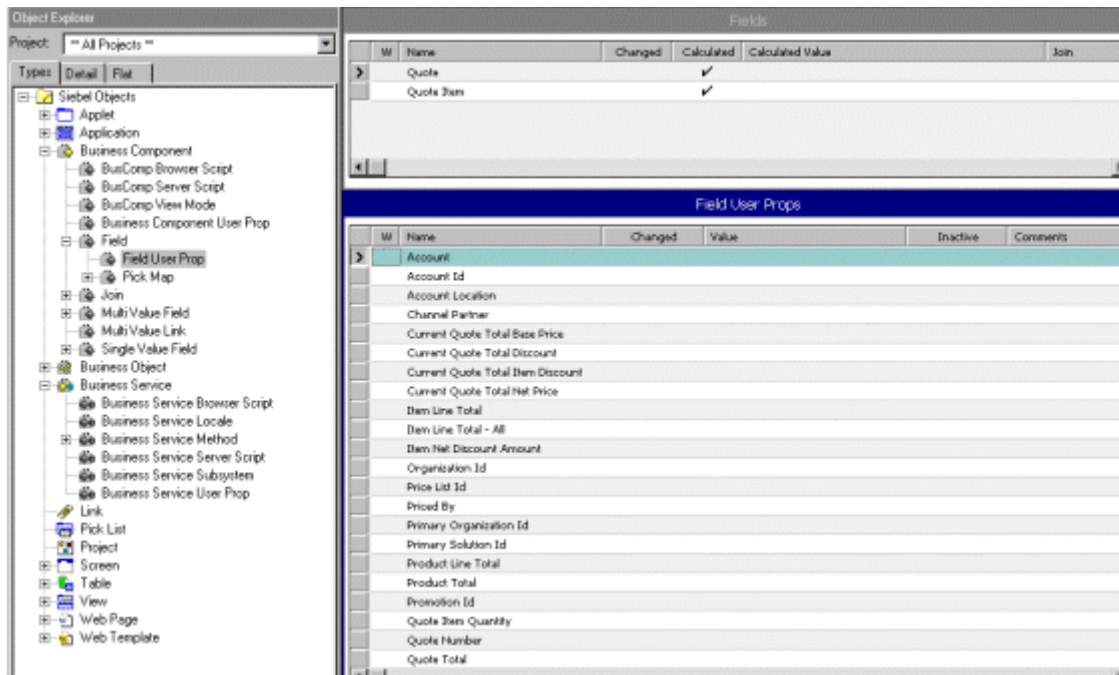 Object Explorer
Project: ** All Projects **
Types Detail Flat
Siebel Objects
Applet
Application
Business Component
BusComp Browser Script
BusComp Server Script
BusComp View Mode
Business Component User Prop
Field
Field User Prop
Pick Map
Join
Multi Value Field
Multi Value Link
Single Value Field
Business Object
Business Service
Business Service Browser Script
Business Service Locale
Business Service Method
Business Service Server Script
Business Service Subsystem
Business Service User Prop
Link
Pick List
Project
Screen
Table
View
Web Page
Web Template
Fields
W Name Changed Calculated Calculated Value Join
Quote
Quote Item
Field User Props
W Name Changed Value Inactive Comments
Account
Account Id
Account Location
Channel Partner
Current Quote Total Base Price
Current Quote Total Discount
Current Quote Total Item Discount
Current Quote Total Net Price
Item Line Total
Item Line Total - All
Item Net Discount Amount
Organization Id
Price List Id
Priced By
Primary Organization Id
Primary Solution Id
Product Line Total
Product Total
Promotion Id
Quote Item Quantity
Quote Number
Quote Total